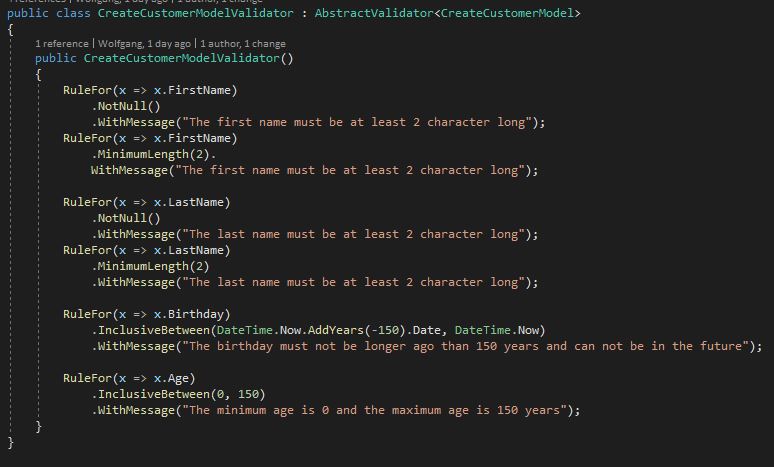 public class CreateCustomerModelValidator : AbstractValidator<CreateCustomerModel>
{
1 reference | Wolfgang, 1 day ago | 1 author, 1 change
public CreateCustomerModelValidator()
{
RuleFor(x => x.FirstName)
.NotNull()
.WithMessage("The first name must be at least 2 character long");
RuleFor(x => x.FirstName)
.MinimumLength(2).
WithMessage("The first name must be at least 2 character long");
RuleFor(x => x.LastName)
.NotNull()
.WithMessage("The last name must be at least 2 character long");
RuleFor(x => x.LastName)
.MinimumLength(2)
.WithMessage("The last name must be at least 2 character long");
RuleFor(x => x.Birthday)
.InclusiveBetween(DateTime.Now.AddYears(-150).Date, DateTime.Now)
.WithMessage("The birthday must not be longer ago than 150 years and can not be in the future");
RuleFor(x => x.Age)
.InclusiveBetween(0, 150)
.WithMessage("The minimum age is 0 and the maximum age is 150 years");
}
}